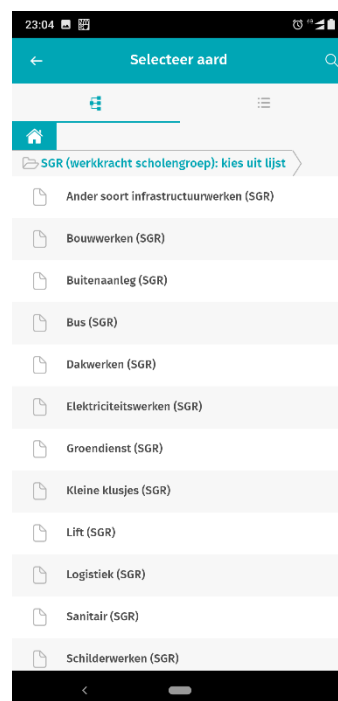 23:04
Selecteer aard
SGR (werkkracht scholengroep): kies uit lijst
Ander soort infrastructuurwerken (SGR)
Bouwwerken (SGR)
Buitenaanleg (SGR)
Bus (SGR)
Dakwerken (SGR)
Elektriciteitswerken (SGR)
Groendienst (SGR)
Kleine klusjes (SGR)
Lift (SGR)
Logistiek (SGR)
Sanitair (SGR)
Schilderwerken (SGR)